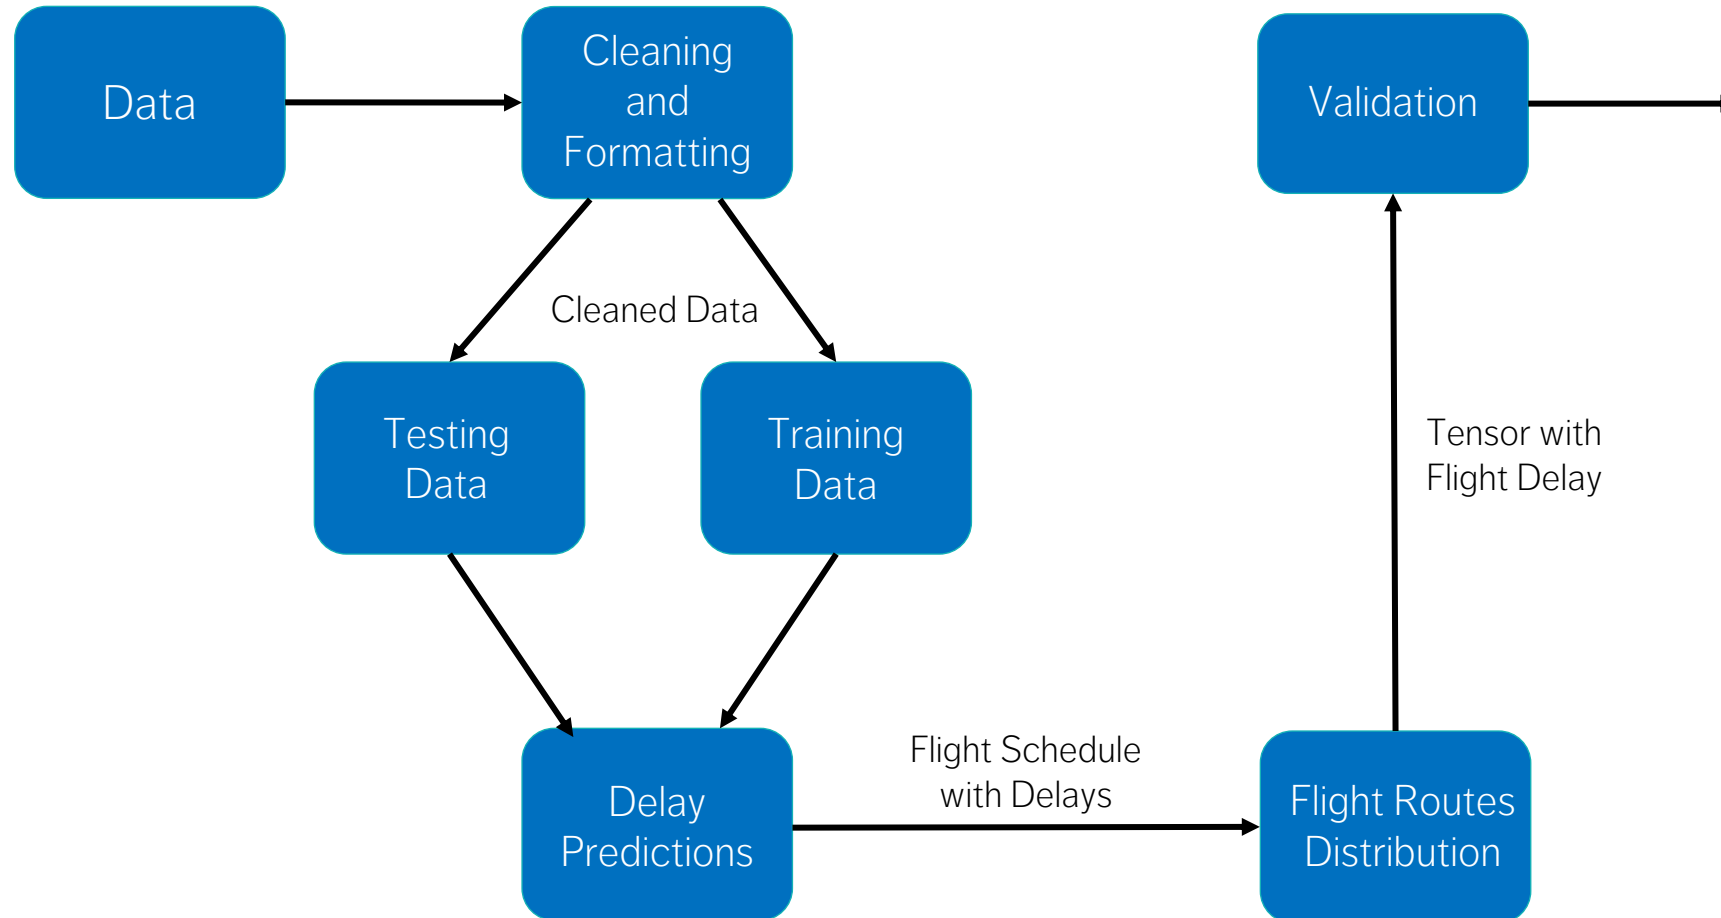 Data
Cleaning
and
Formatting
Validation
Cleaned Data
Testing
Data
Training
Data
Tensor with
Flight Delay
Delay
Predictions
Flight Schedule
with Delays
Flight Routes
Distribution